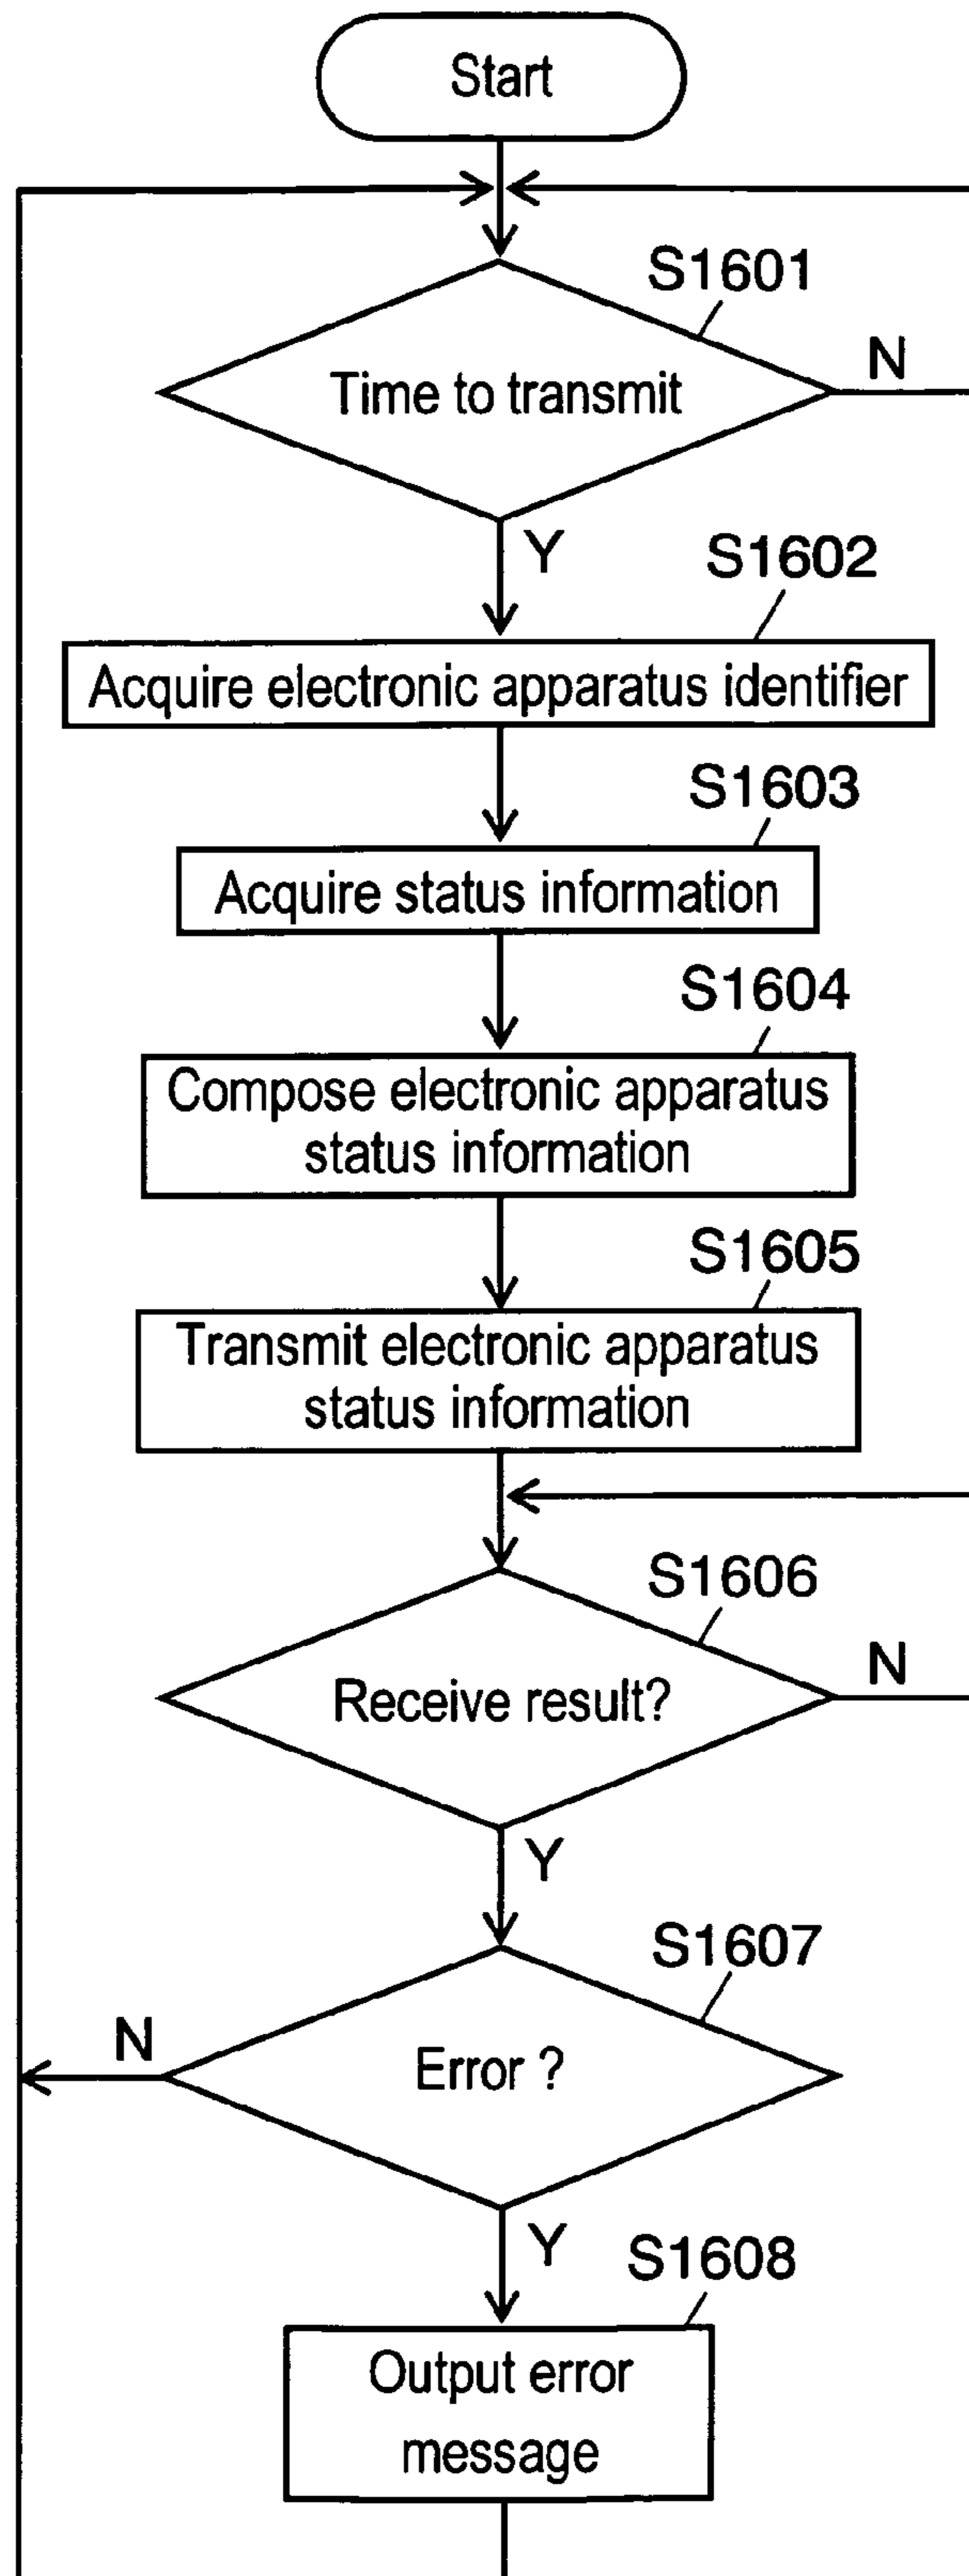 Start
S1601
Time to transmit
N
Y
S1602
Acquire electronic apparatus identifier
S1603
Acquire status information
S1604
Compose electronic apparatus
status information
S1605
Transmit electronic apparatus
status information
S1606
Receive result?
N
Y
S1607
N
Error ?
Y
S1608
Output error
message